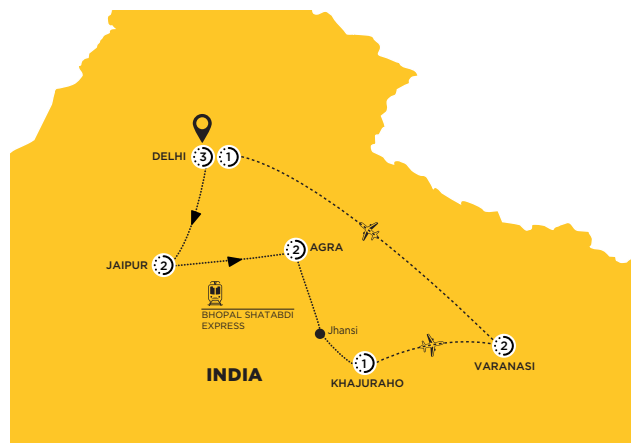 DELHI 3 1
JAIPUR 2
2 AGRA
BHOPAL SHATABDI
EXPRESS
Jhansi
INDIA
1
KHAJURAHO
2
VARANASI